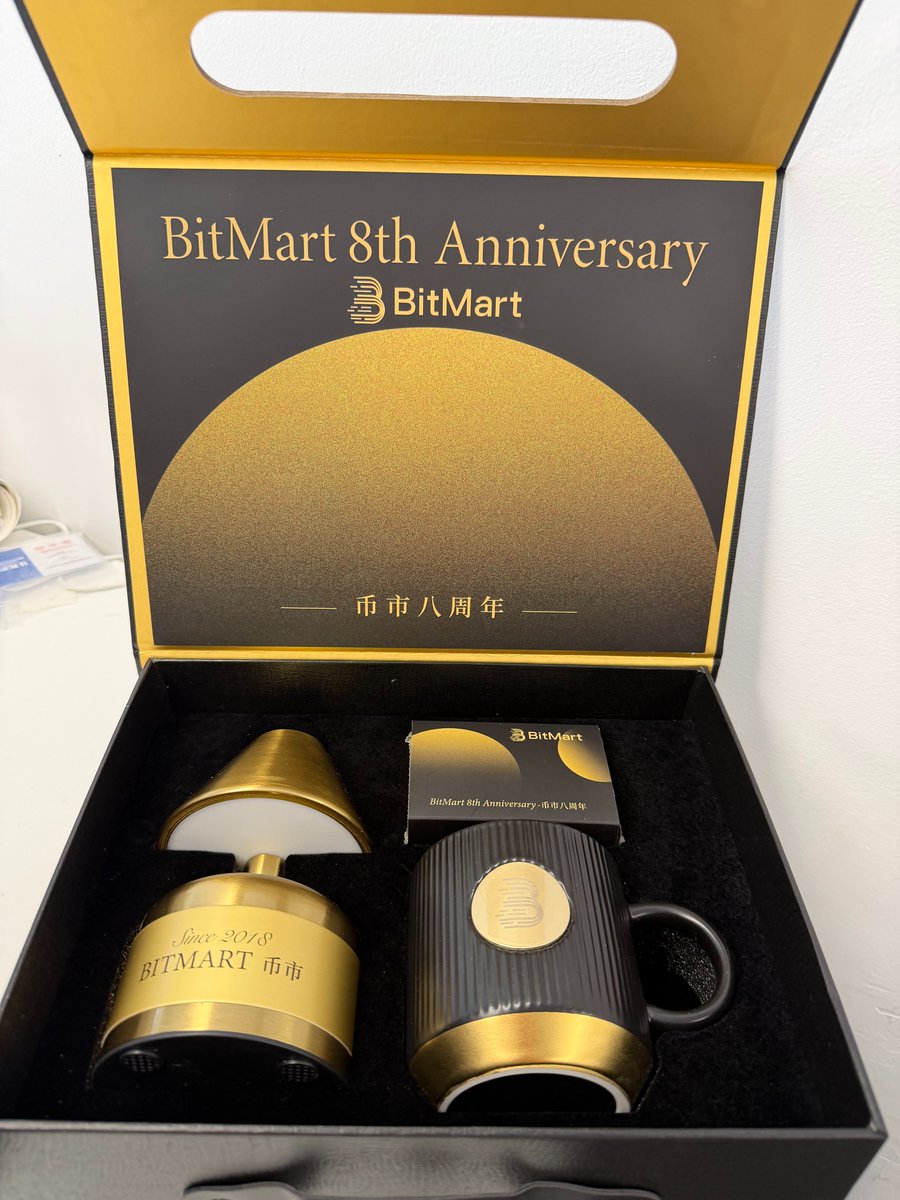 BitMart 8th Anniversary
BitMart
币市八周年
BitMart
BitMart 8th Anniversary-币市八周年
Since 2018
BITMART 币市